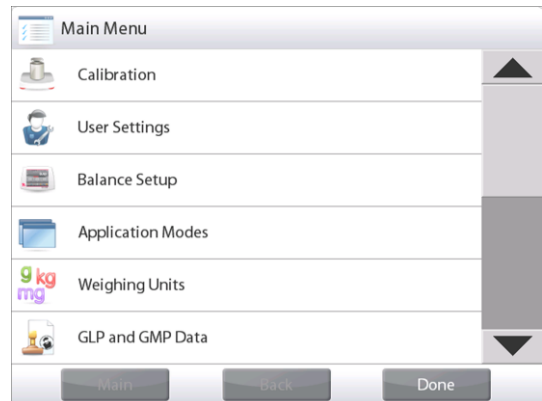 Main Menu
Calibration
User Settings
Balance Setup
Application Modes
g kg
mg
Weighing Units
GLP and GMP Data
Main Back Done